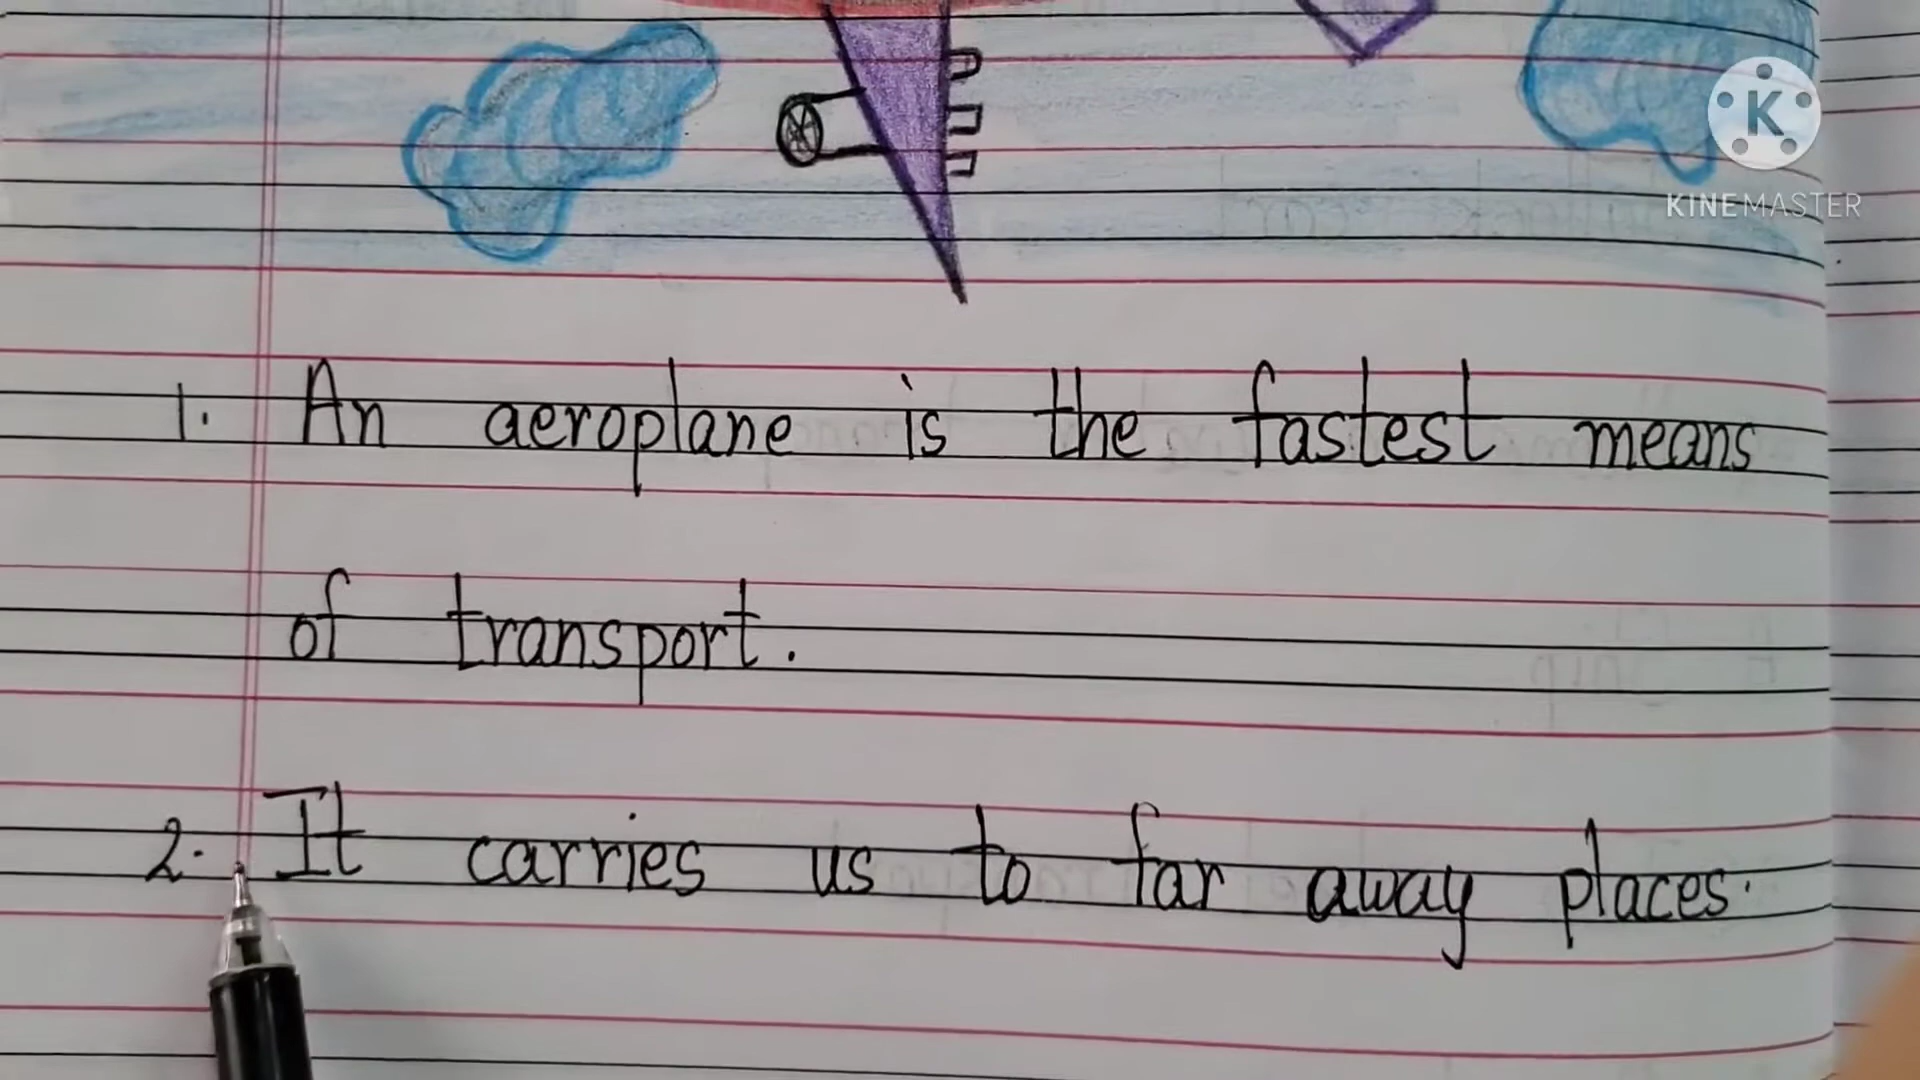 K
KINEMASTER
1. An aeroplane is the fastest means
of transport.
2. It carries us to far away places.